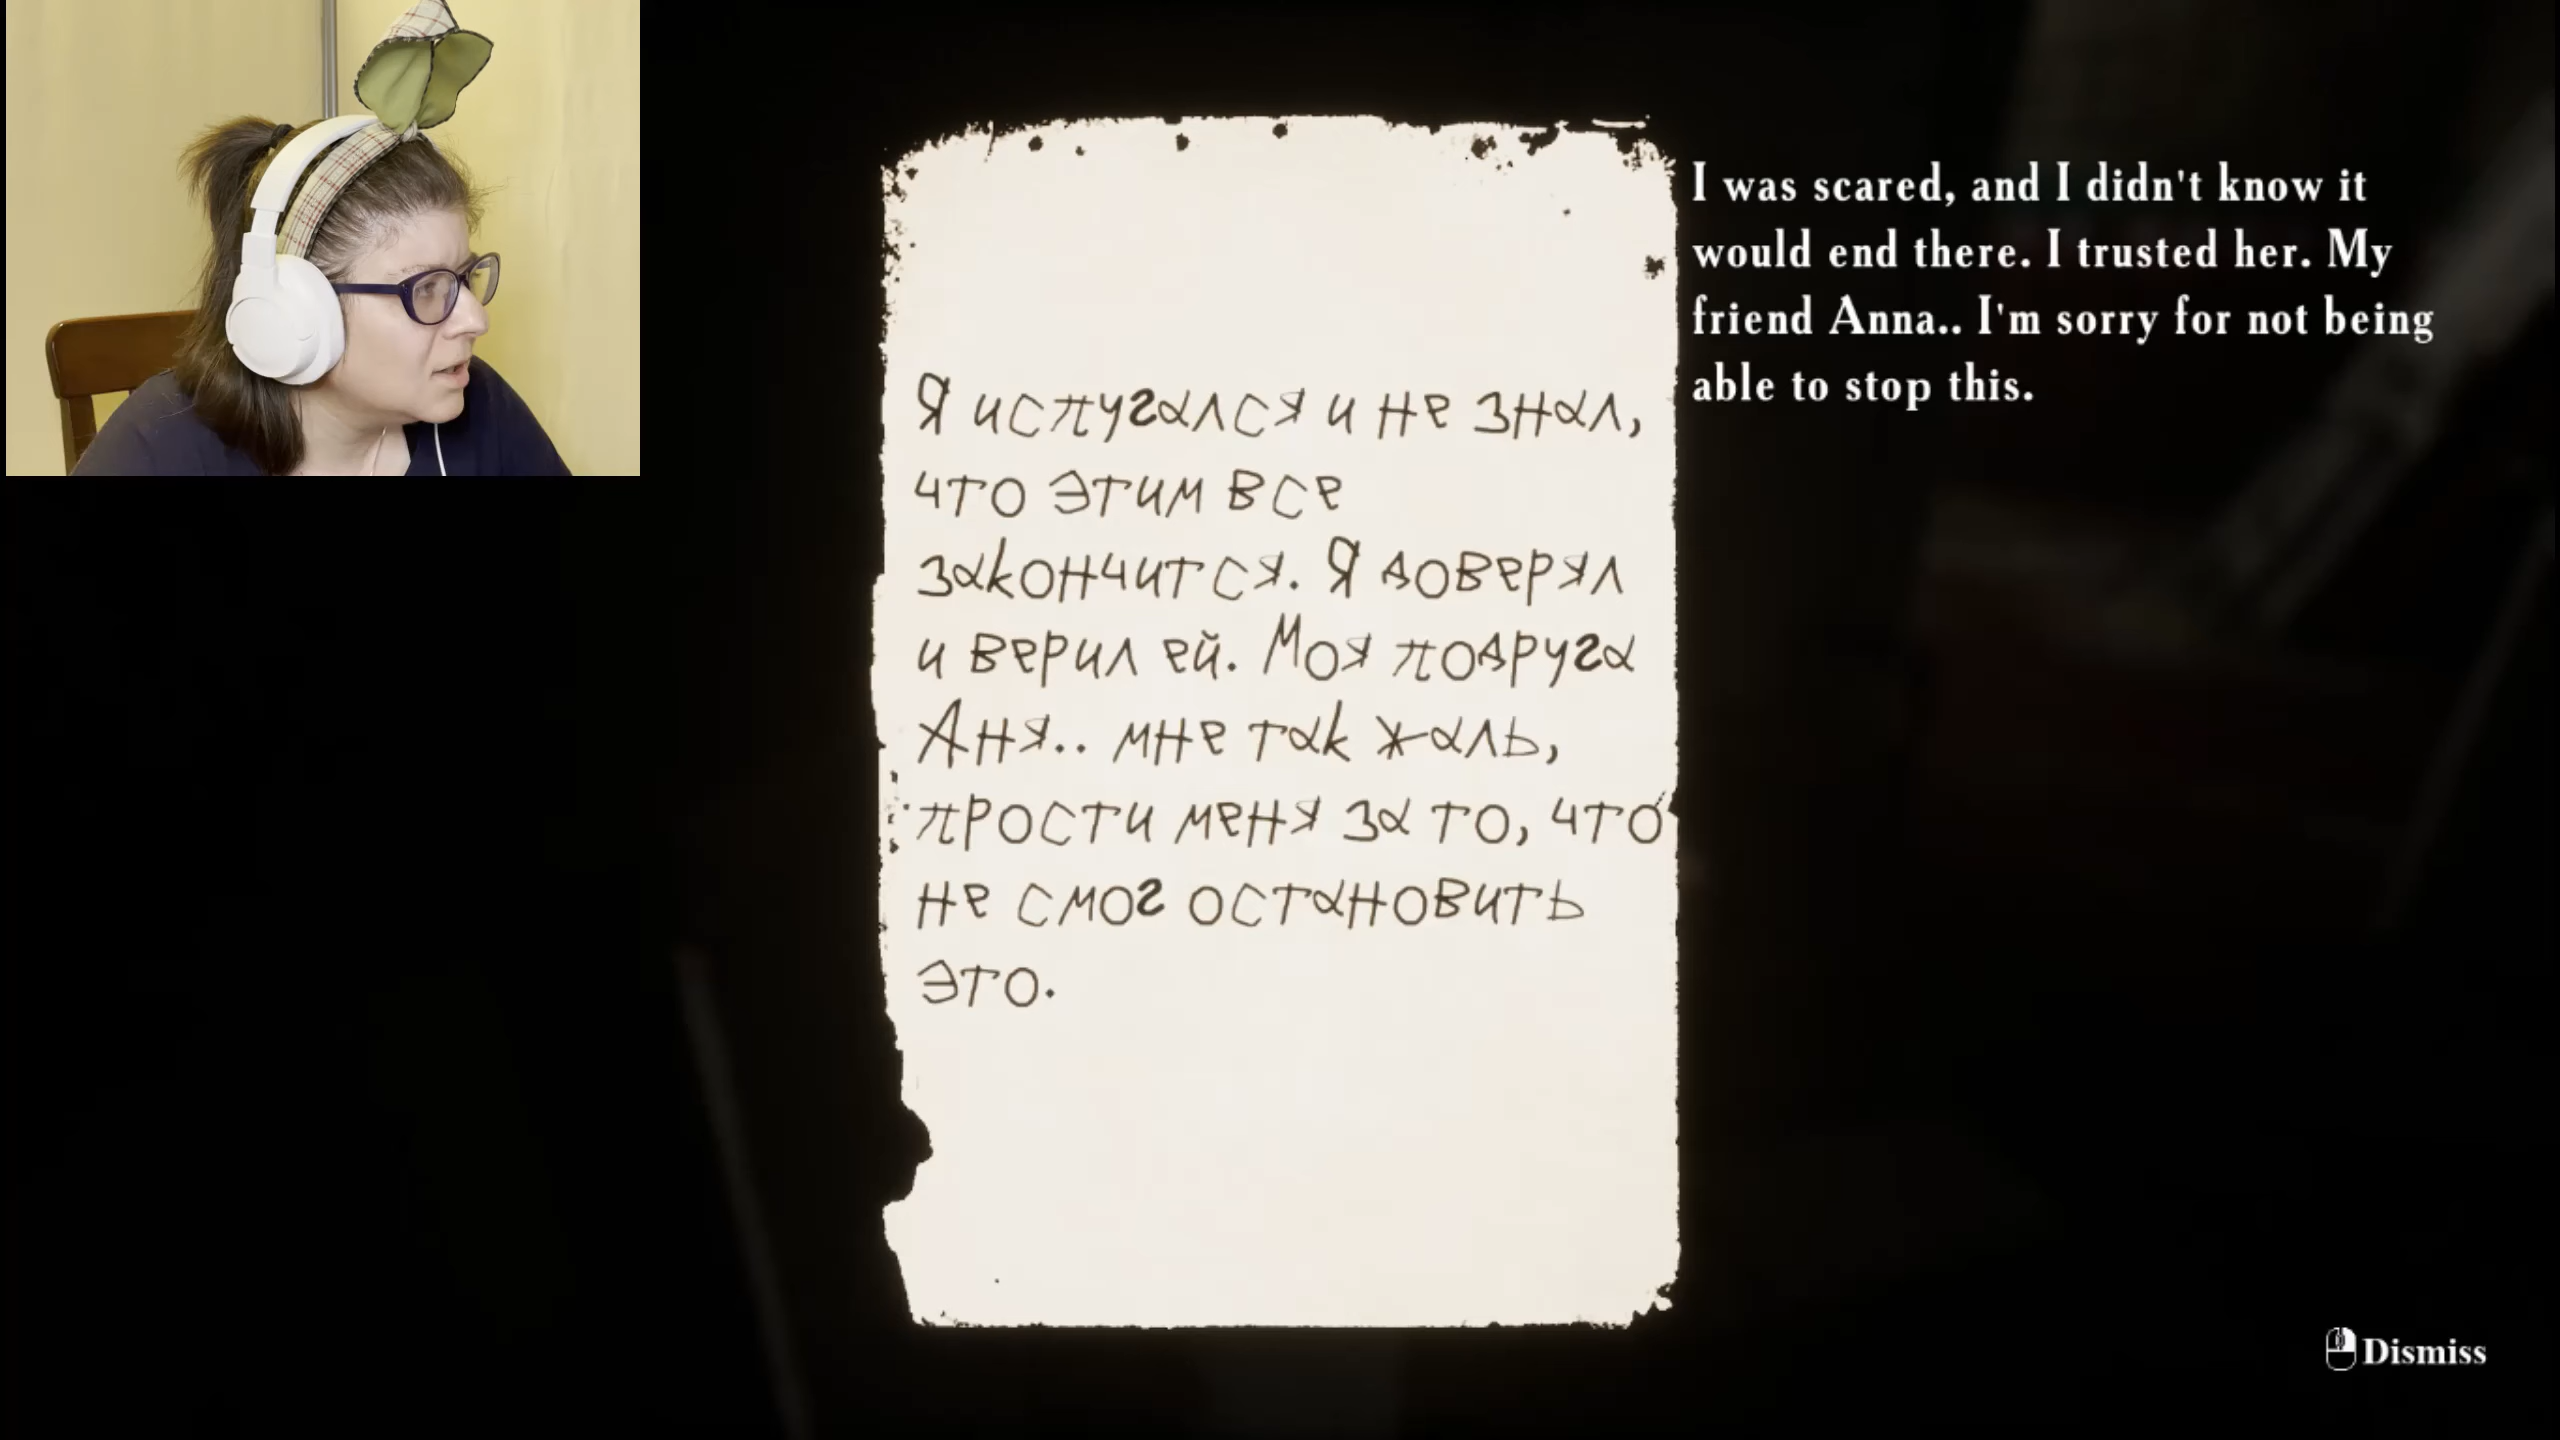 Я испугался и не знал,
что этим все
закончится. Я доверял
и верил ей. Моя подруга
Аня.. мне так жаль,
прости меня за то, что
не смог остановить
это.
I was scared, and I didn't know it
would end there. I trusted her. My
friend Anna.. I'm sorry for not being
able to stop this.
Dismiss